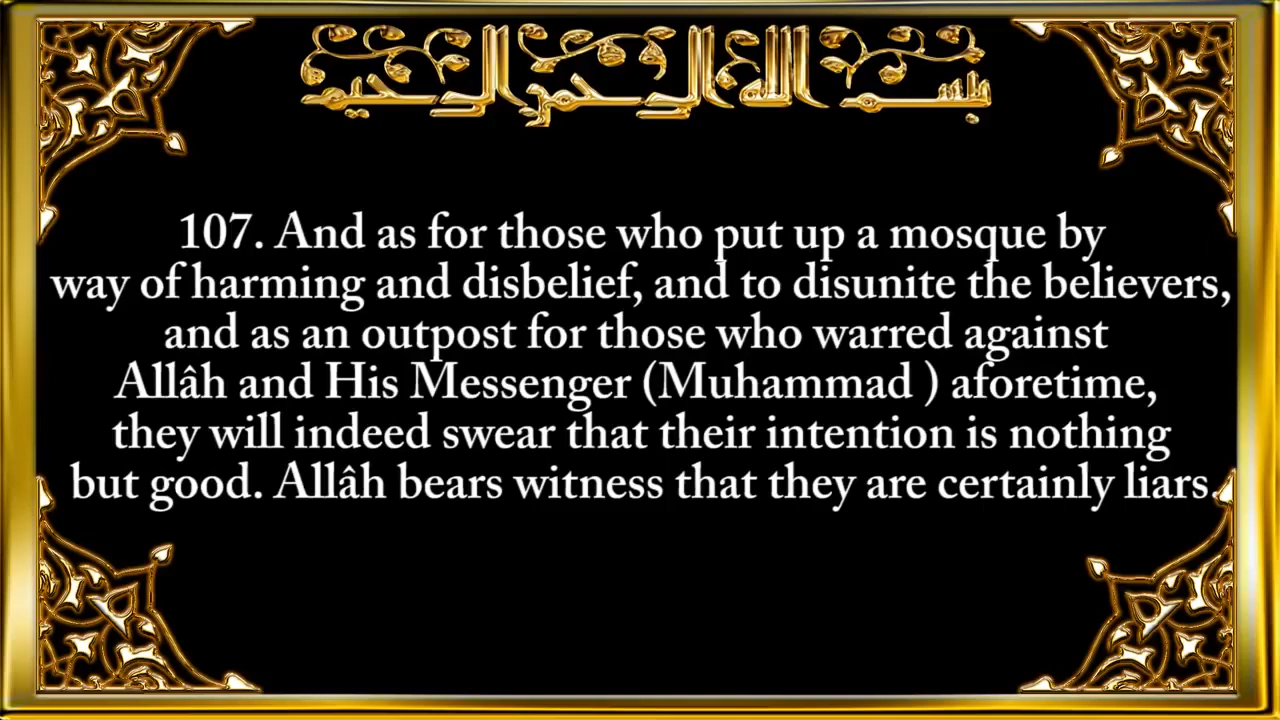 بسم الله الرحمن الرحيم
107. And as for those who put up a mosque by
way of harming and disbelief, and to disunite the believers,
and as an outpost for those who warred against
Allâh and His Messenger (Muhammad ) aforetime,
they will indeed swear that their intention is nothing
but good. Allâh bears witness that they are certainly liars.